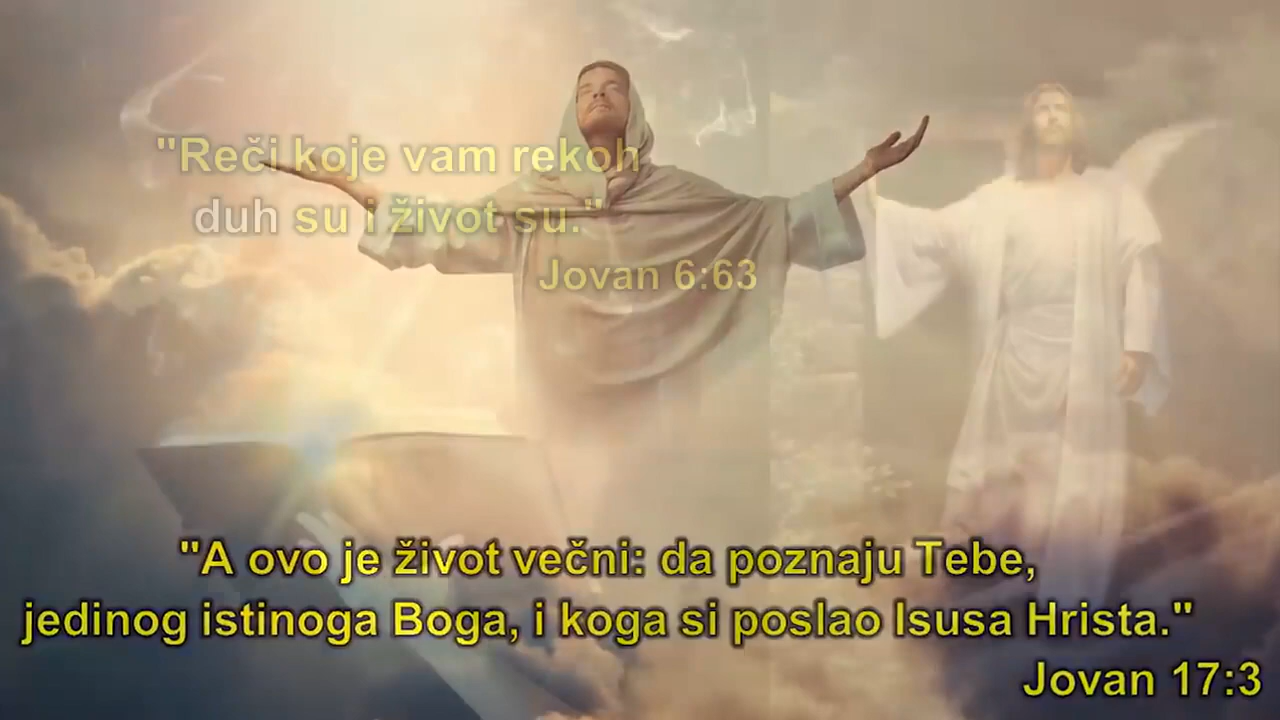 "Reči koje vam rekoh
duh su i život su."
Jovan 6:63
"A ovo je život večni: da poznaju Tebe,
jedinog istinoga Boga, i koga si poslao Isusa Hrista."
Jovan 17:3